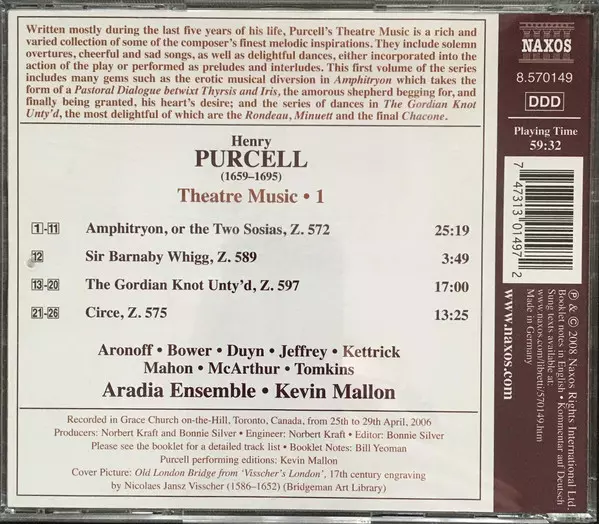 Written mostly during the last five years of his life, Purcell's Theatre Music is a rich and
varied collection of some of the composer's finest melodic inspirations. They include solemn
overtures, cheerful and sad songs, as well as delightful dances, either incorporated into the
action of the play or performed as preludes and interludes. This first volume of the series
includes many gems such as the erotic musical diversion in Amphitryon which takes the
form of a Pastoral Dialogue betwixt Thyrsis and Iris, the amorous shepherd begging for, and
finally being granted, his heart's desire; and the series of dances in The Gordian Knot
Unty'd, the most delightful of which are the Rondeau, Minuett and the final Chacone.
Henry
PURCELL
(1659–1695)
Theatre Music • 1
1-11 Amphitryon, or the Two Sosias, Z. 572 25:19
12 Sir Barnaby Whigg, Z. 589 3:49
13-20 The Gordian Knot Unty'd, Z. 597 17:00
21-26 Circe, Z. 575 13:25
Aronoff • Bower • Duyn • Jeffrey • Kettrick
Mahon • McArthur • Tomkins
Aradia Ensemble • Kevin Mallon
Recorded in Grace Church on-the-Hill, Toronto, Canada, from 25th to 29th April, 2006
Producers: Norbert Kraft and Bonnie Silver • Engineer: Norbert Kraft • Editor: Bonnie Silver
Please see the booklet for a detailed track list • Booklet Notes: Bill Yeoman
Purcell performing editions: Kevin Mallon
Cover Picture: Old London Bridge from 'Visscher's London', 17th century engraving
by Nicolaes Jansz Visscher (1586–1652) (Bridgeman Art Library)
NAXOS
8.570149
DDD
Playing Time
59:32
7 47313 01497 2
www.naxos.com
℗ & © 2008 Naxos Rights International Ltd.
Booklet notes in English • Kommentar auf Deutsch
Sung texts available at:
www.naxos.com/libretti/570149.htm
Made in Germany